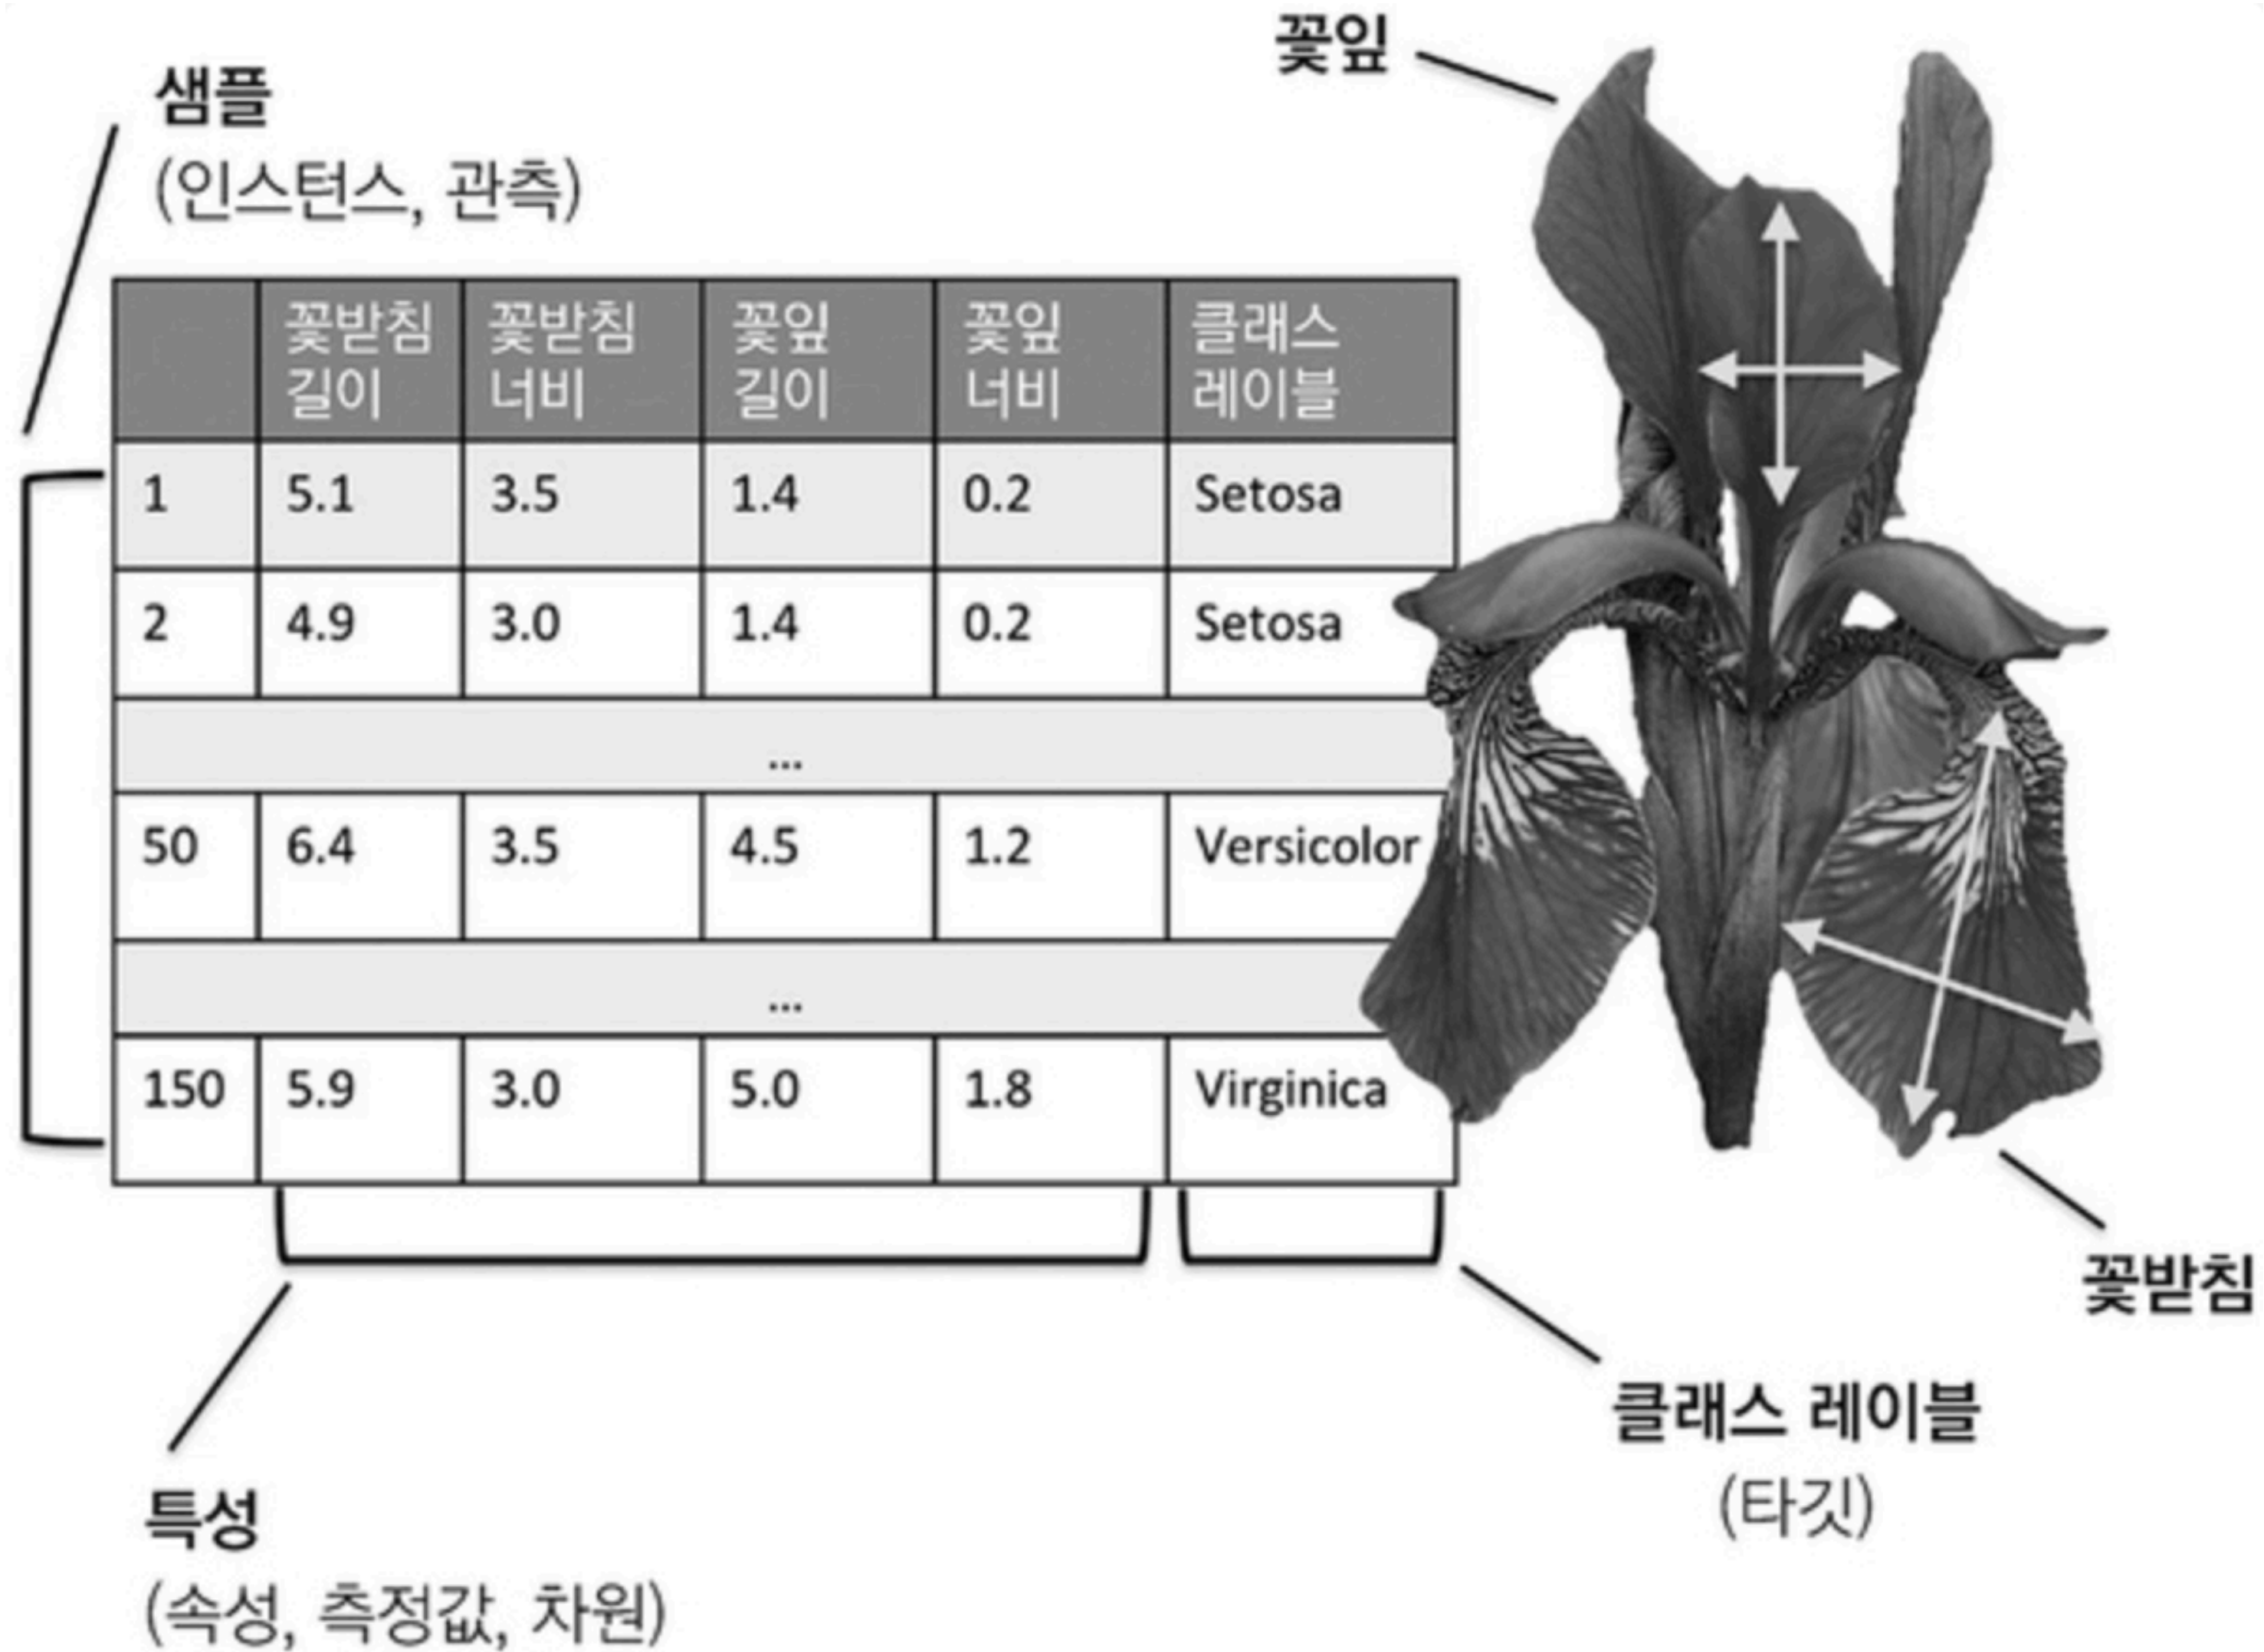 꽃잎
샘플
(인스턴스, 관측)
꽃받침 길이 꽃받침 너비 꽃잎 길이 꽃잎 너비 클래스 레이블
1 5.1 3.5 1.4 0.2 Setosa
2 4.9 3.0 1.4 0.2 Setosa
...
50 6.4 3.5 4.5 1.2 Versicolor
...
150 5.9 3.0 5.0 1.8 Virginica
꽃받침
클래스 레이블
(타깃)
특성
(속성, 측정값, 차원)